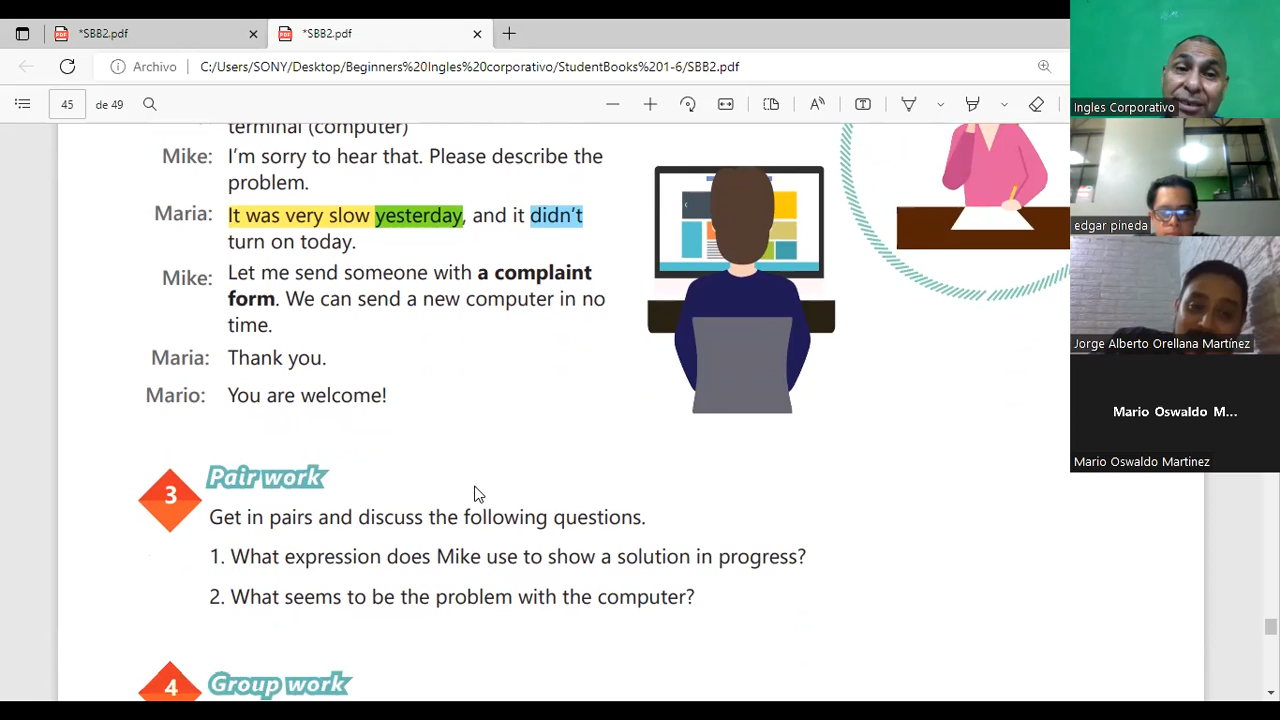 *SBB2.pdf
*SBB2.pdf
Archivo
C:/Users/SONY/Desktop/Beginners%20Ingles%20corporativo/StudentBooks%201-6/SBB2.pdf
45
de 49
terminal (computer)
Mike: I'm sorry to hear that. Please describe the
problem.
Maria: It was very slow yesterday, and it didn't
turn on today.
Mike: Let me send someone with a complaint
form. We can send a new computer in no
time.
Maria: Thank you.
Mario: You are welcome!
3 Pair work
Get in pairs and discuss the following questions.
1. What expression does Mike use to show a solution in progress?
2. What seems to be the problem with the computer?
4 Group work
Ingles Corporativo
edgar pineda
Jorge Alberto Orellana Martínez
Mario Oswaldo M...
Mario Oswaldo Martinez